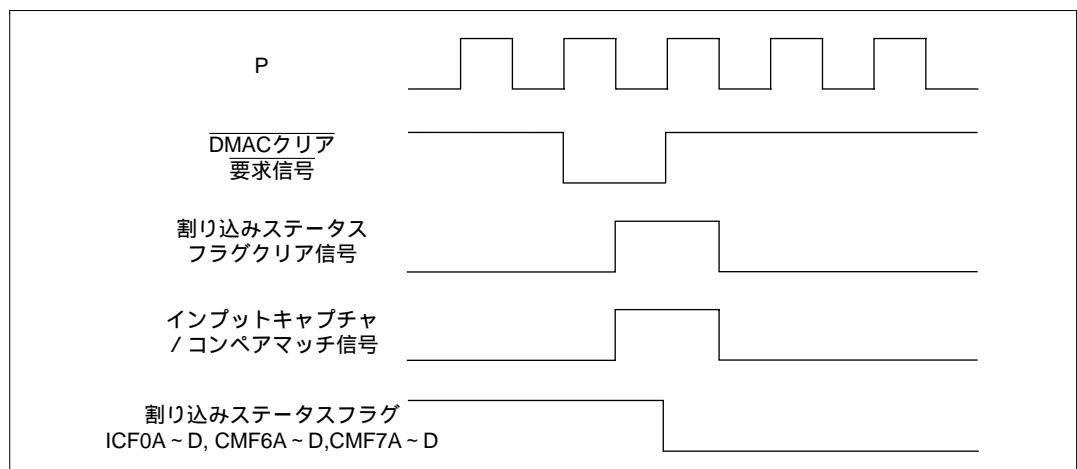 P
DMACクリア
要求信号
割り込みステータス
フラグクリア信号
インプットキャプチャ
/ コンペアマッチ信号
割り込みステータスフラグ
ICF0A ~ D, CMF6A ~ D,CMF7A ~ D